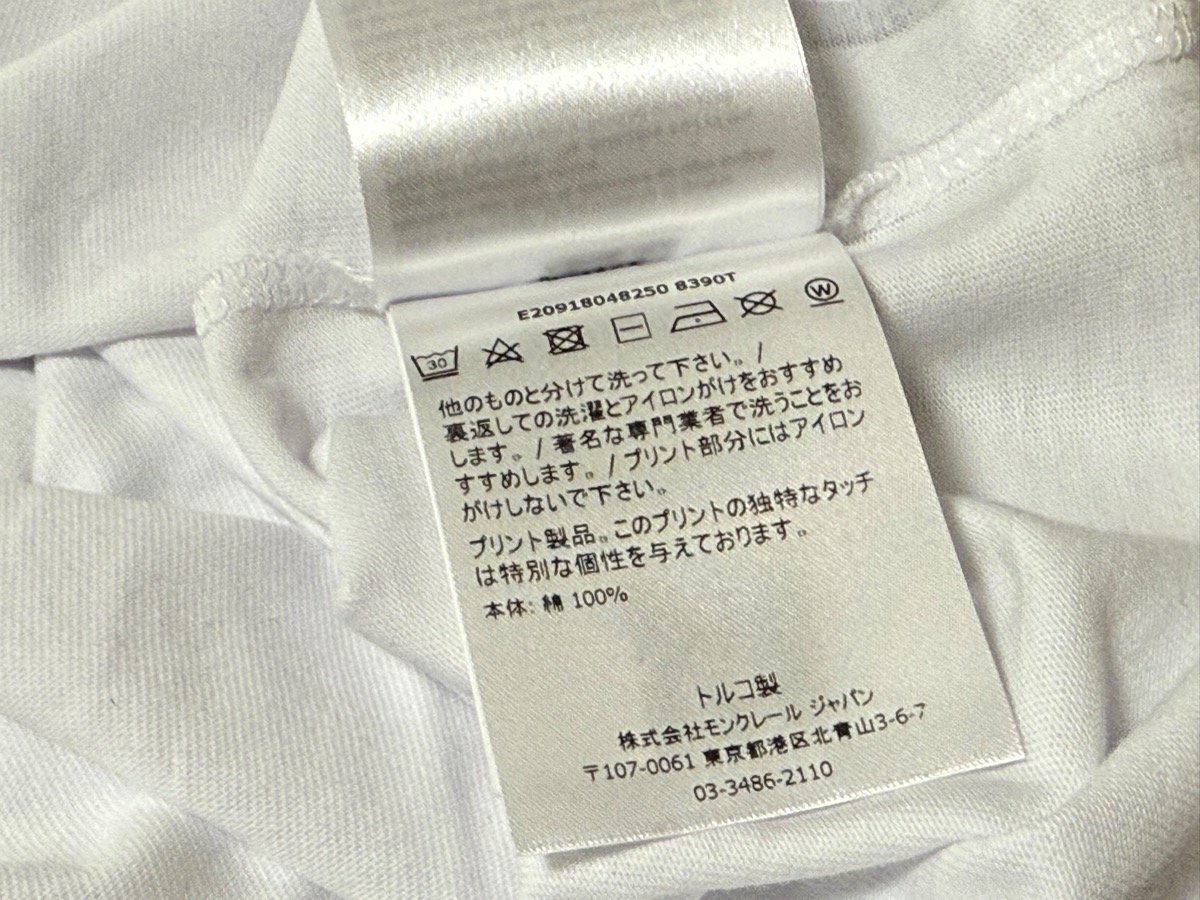 E20918048250 8390T
30 W
他のものと分けて洗って下さい。/
裏返しての洗濯とアイロンがけをおすすめ
します。/ 著名な専門業者で洗うことをお
すすめします。/ プリント部分にはアイロン
がけしないで下さい。
プリント製品。このプリントの独特なタッチ
は特別な個性を与えております。
本体: 綿 100%
トルコ製
株式会社モンクレール ジャパン
〒107-0061 東京都港区北青山3-6-7
03-3486-2110